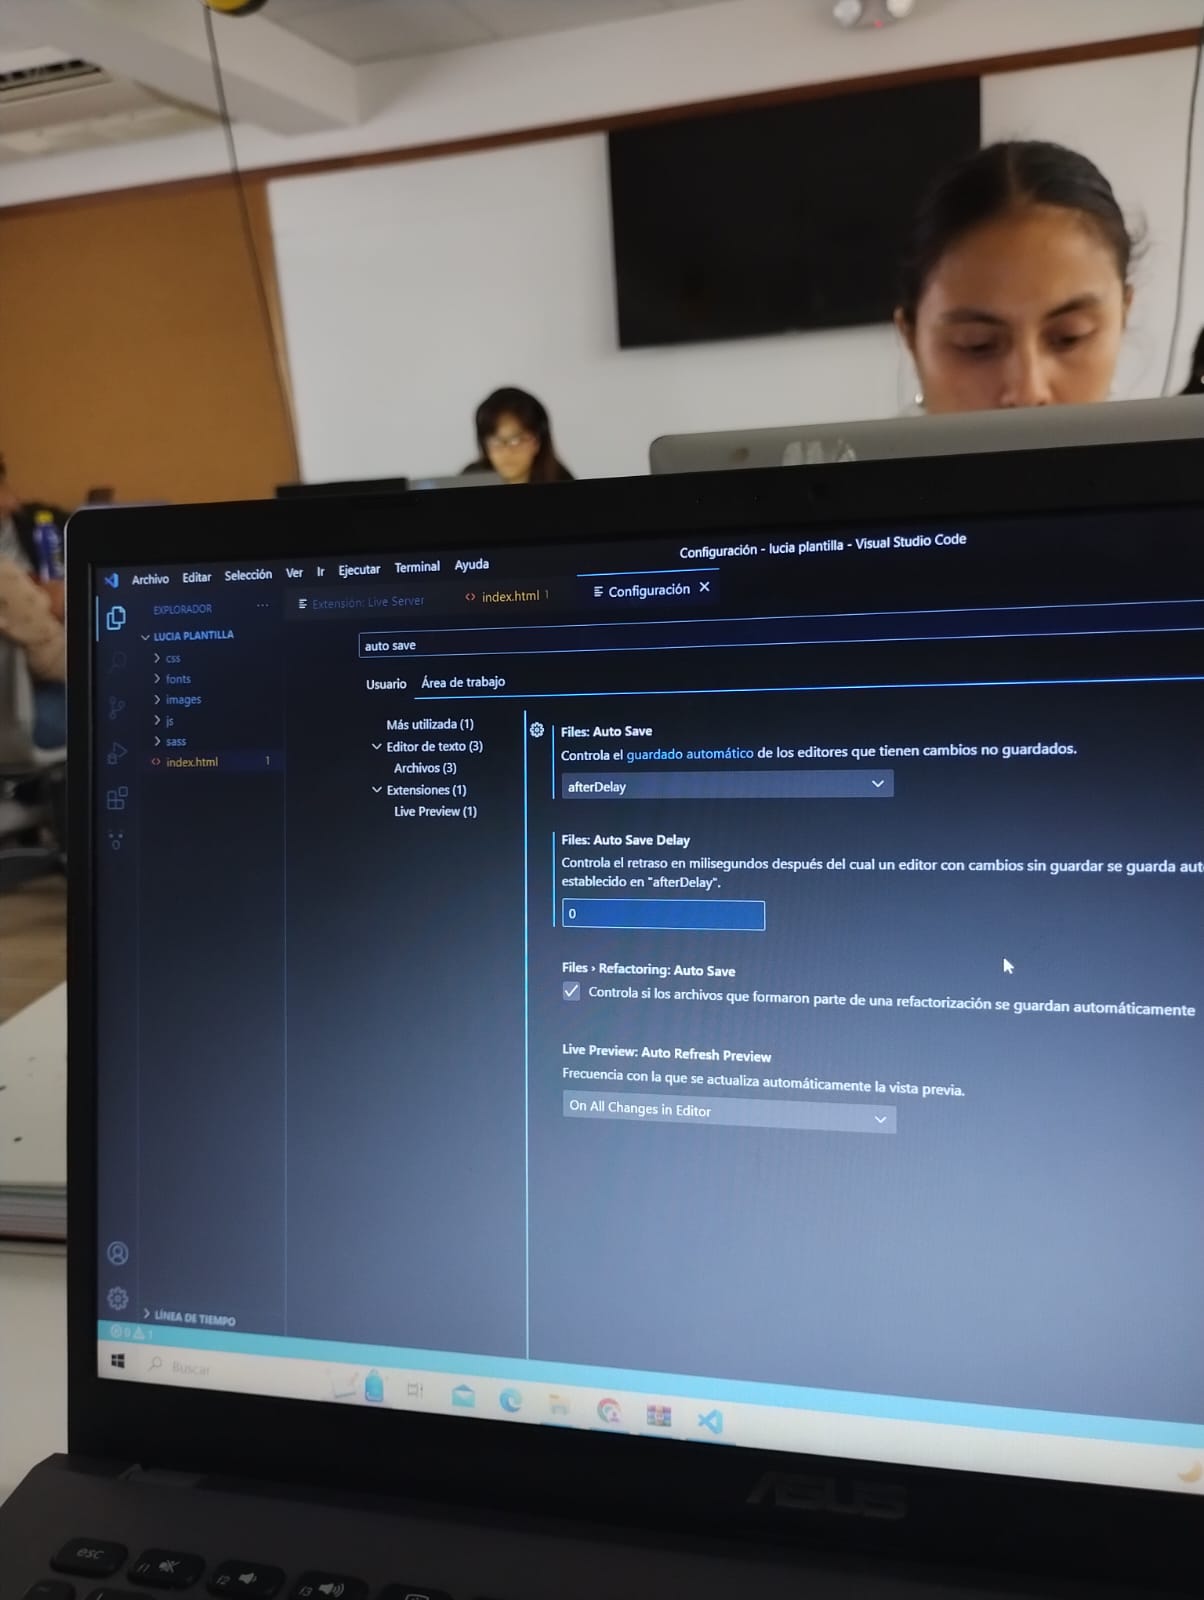 Configuración - lucia plantilla - Visual Studio Code
Archivo Editar Selección Ver Ir Ejecutar Terminal Ayuda
EXPLORADOR ...
Extensión: Live Server
index.html 1
Configuración
LUCIA PLANTILLA
css
fonts
images
js
sass
index.html 1
auto save
Usuario Área de trabajo
Más utilizada (1)
Editor de texto (3)
Archivos (3)
Extensiones (1)
Live Preview (1)
Files: Auto Save
Controla el guardado automático de los editores que tienen cambios no guardados.
afterDelay
Files: Auto Save Delay
Controla el retraso en milisegundos después del cual un editor con cambios sin guardar se guarda aut
establecido en "afterDelay".
0
Files › Refactoring: Auto Save
Controla si los archivos que formaron parte de una refactorización se guardan automáticamente
Live Preview: Auto Refresh Preview
Frecuencia con la que se actualiza automáticamente la vista previa.
On All Changes in Editor
LÍNEA DE TIEMPO
0 1
Buscar
ASUS
esc f1 f2 f3